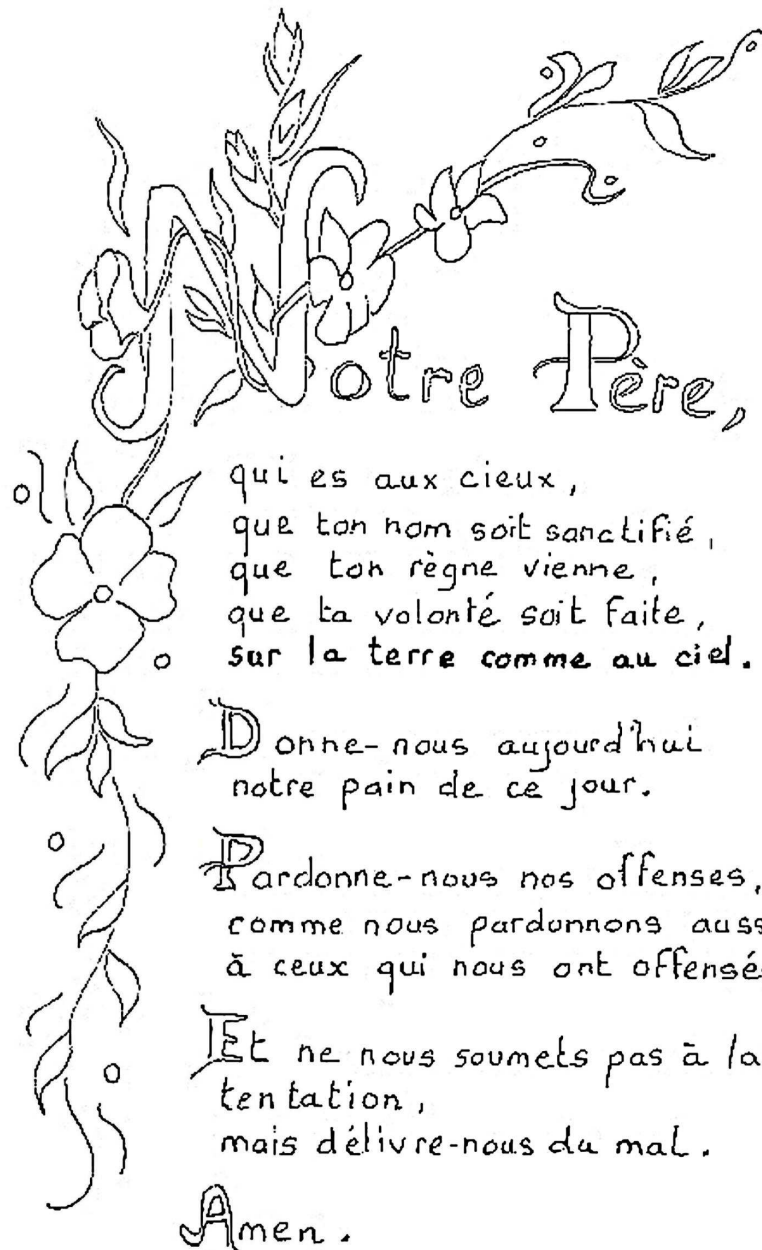 Notre Père,
qui es aux cieux,
que ton nom soit sanctifié,
que ton règne vienne,
que ta volonté soit faite,
sur la terre comme au ciel.
Donne-nous aujourd'hui
notre pain de ce jour.
Pardonne-nous nos offenses,
comme nous pardonnons auss
à ceux qui nous ont offensé
Et ne nous soumets pas à la
tentation,
mais délivre-nous du mal.
Amen.